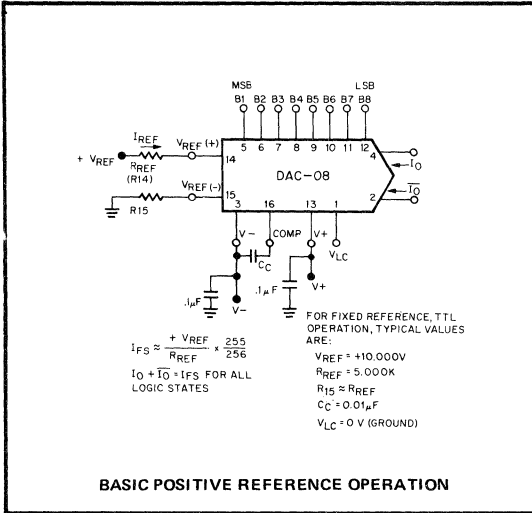 MSB LSB
B1 B2 B3 B4 B5 B6 B7 B8
5 6 7 8 9 10 11 12
4
IO
2
I̅O̅
DAC-08
IREF
+ VREF
RREF
(R14)
VREF (+)
14
VREF (-)
15
R15
3 16 13 1
V- COMP V+ VLC
CC
.1μF
V-
.1μF
V+
IFS ≈ + VREF / RREF × 255 / 256
IO + I̅O̅ = IFS FOR ALL
LOGIC STATES
FOR FIXED REFERENCE, TTL
OPERATION, TYPICAL VALUES
ARE:
VREF = +10.000V
RREF = 5.000K
R15 ≈ RREF
CC = 0.01μF
VLC = 0 V (GROUND)
BASIC POSITIVE REFERENCE OPERATION